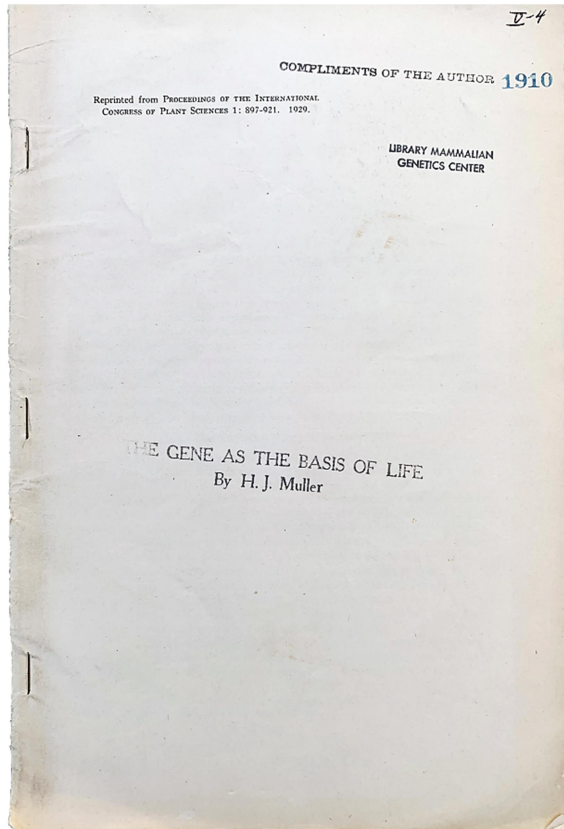 V-4
COMPLIMENTS OF THE AUTHOR 1910
Reprinted from PROCEEDINGS OF THE INTERNATIONAL
CONGRESS OF PLANT SCIENCES 1: 897-921. 1929.
LIBRARY MAMMALIAN
GENETICS CENTER
THE GENE AS THE BASIS OF LIFE
By H. J. Muller